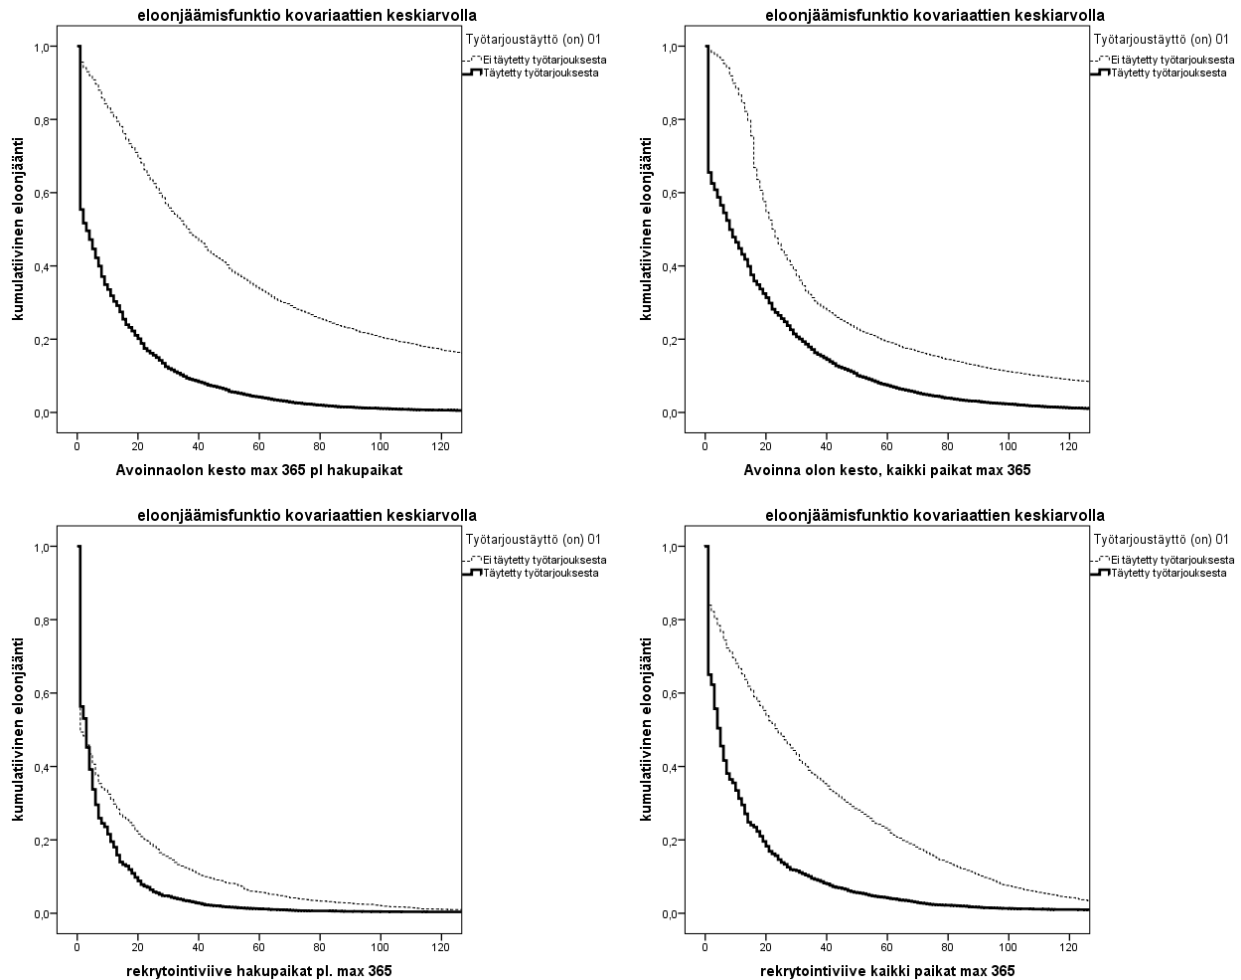 eloonjäämisfunktio kovariaattien keskiarvolla
Työtarjoustäyttö (on) 01
Ei täytetty työtarjouksesta
Täytetty työtarjouksesta
kumulatiivinen eloonjäänti
1,0
0,8
0,6
0,4
0,2
0,0
0 20 40 60 80 100 120
Avoinnaolon kesto max 365 pl hakupaikat
eloonjäämisfunktio kovariaattien keskiarvolla
Työtarjoustäyttö (on) 01
Ei täytetty työtarjouksesta
Täytetty työtarjouksesta
kumulatiivinen eloonjäänti
1,0
0,8
0,6
0,4
0,2
0,0
0 20 40 60 80 100 120
Avoinna olon kesto, kaikki paikat max 365
eloonjäämisfunktio kovariaattien keskiarvolla
Työtarjoustäyttö (on) 01
Ei täytetty työtarjouksesta
Täytetty työtarjouksesta
kumulatiivinen eloonjäänti
1,0
0,8
0,6
0,4
0,2
0,0
0 20 40 60 80 100 120
rekrytointiviive hakupaikat pl. max 365
eloonjäämisfunktio kovariaattien keskiarvolla
Työtarjoustäyttö (on) 01
Ei täytetty työtarjouksesta
Täytetty työtarjouksesta
kumulatiivinen eloonjäänti
1,0
0,8
0,6
0,4
0,2
0,0
0 20 40 60 80 100 120
rekrytointiviive kaikki paikat max 365